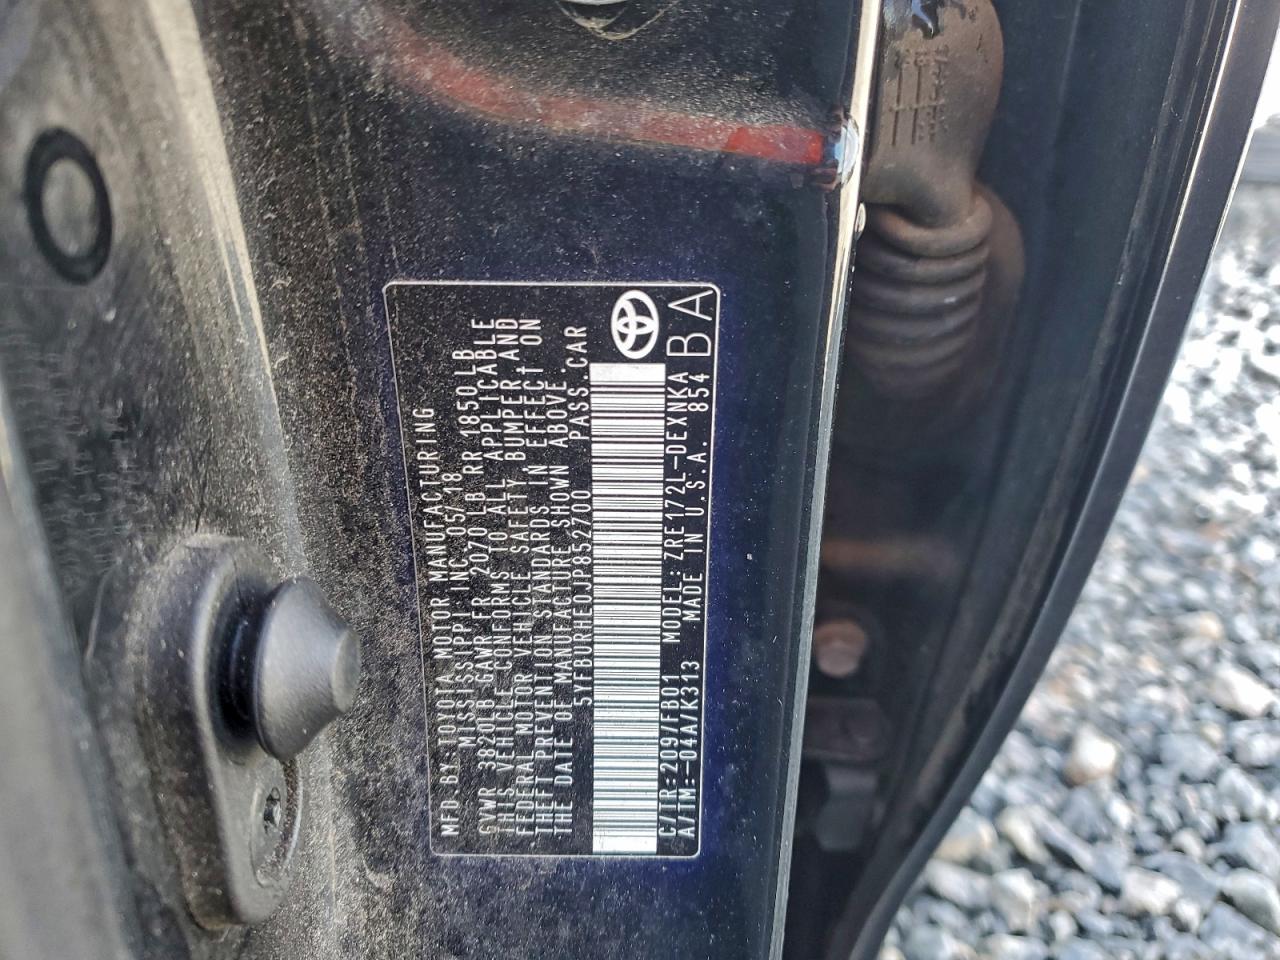 MFD.BY TOYOTA MOTOR MANUFACTURING
MISSISSIPPI INC. 05/18
GVWR 3820LB GAWR FR 2070LB RR 1850LB
THIS VEHICLE CONFORMS TO ALL APPLICABLE
FEDERAL MOTOR VEHICLE SAFETY, BUMPER, AND
THEFT PREVENTION STANDARDS IN EFFECT ON
THE DATE OF MANUFACTURE SHOWN ABOVE.
5YFBURHE0JP852700 PASS.CAR
C/TR:209/FB01 MODEL:ZRE172L-DEXNKA
A/TM:-04A/K313 MADE IN U.S.A. 854
BA